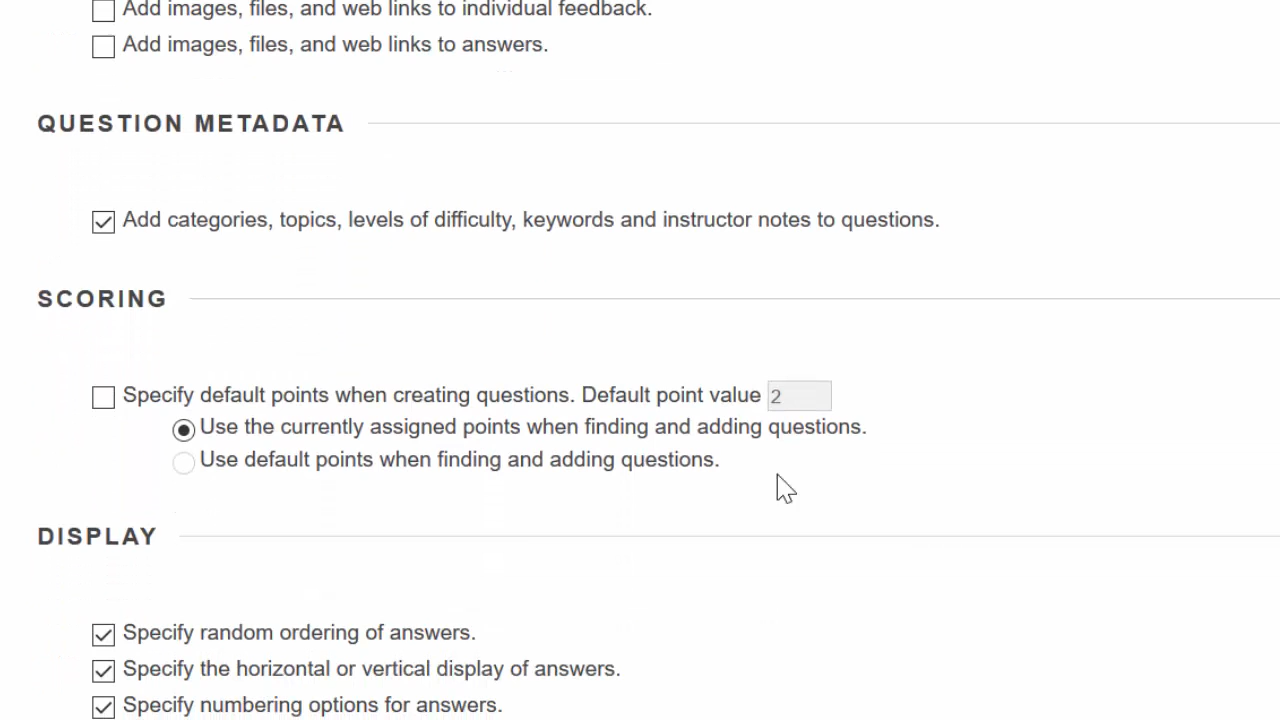 Add images, files, and web links to individual feedback.
Add images, files, and web links to answers.
QUESTION METADATA
Add categories, topics, levels of difficulty, keywords and instructor notes to questions.
SCORING
Specify default points when creating questions. Default point value 2
Use the currently assigned points when finding and adding questions.
Use default points when finding and adding questions.
DISPLAY
Specify random ordering of answers.
Specify the horizontal or vertical display of answers.
Specify numbering options for answers.